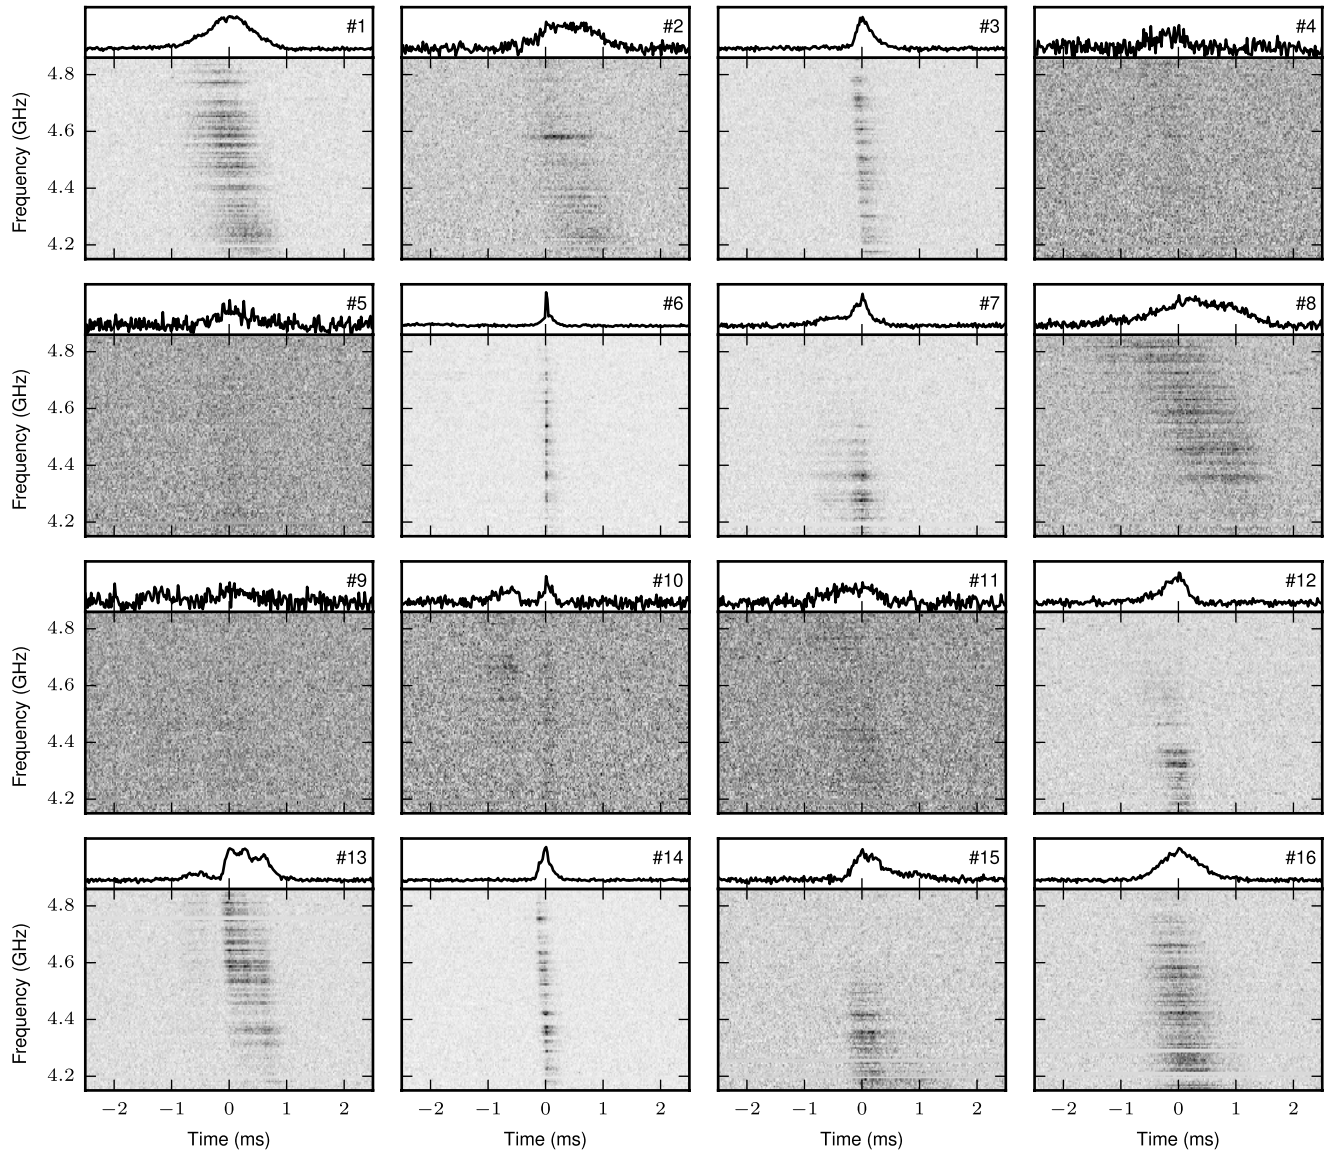 #1 #2 #3 #4
4.8
4.6
4.4
4.2
Frequency (GHz)
#5 #6 #7 #8
4.8
4.6
4.4
4.2
Frequency (GHz)
#9 #10 #11 #12
4.8
4.6
4.4
4.2
Frequency (GHz)
#13 #14 #15 #16
4.8
4.6
4.4
4.2
Frequency (GHz)
−2 −1 0 1 2 −2 −1 0 1 2 −2 −1 0 1 2 −2 −1 0 1 2
Time (ms) Time (ms) Time (ms) Time (ms)